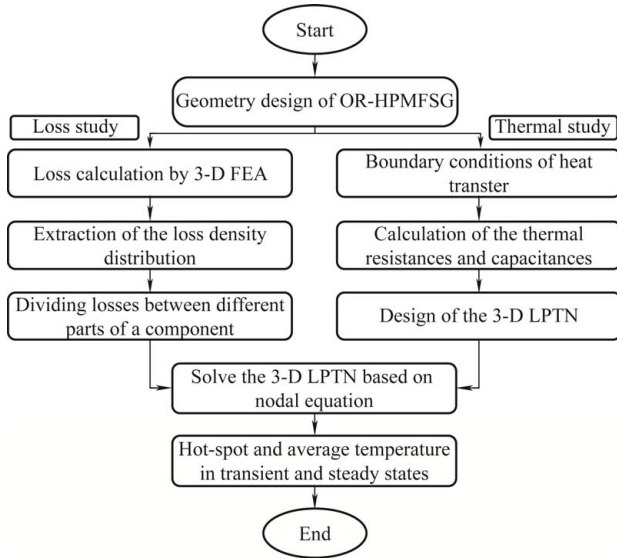 Start
Geometry design of OR-HPMFSG
Loss study
Thermal study
Loss calculation by 3-D FEA
Boundary conditions of heat
transter
Extraction of the loss density
distribution
Calculation of the thermal
resistances and capacitances
Dividing losses between different
parts of a component
Design of the 3-D LPTN
Solve the 3-D LPTN based on
nodal equation
Hot-spot and average temperature
in transient and steady states
End